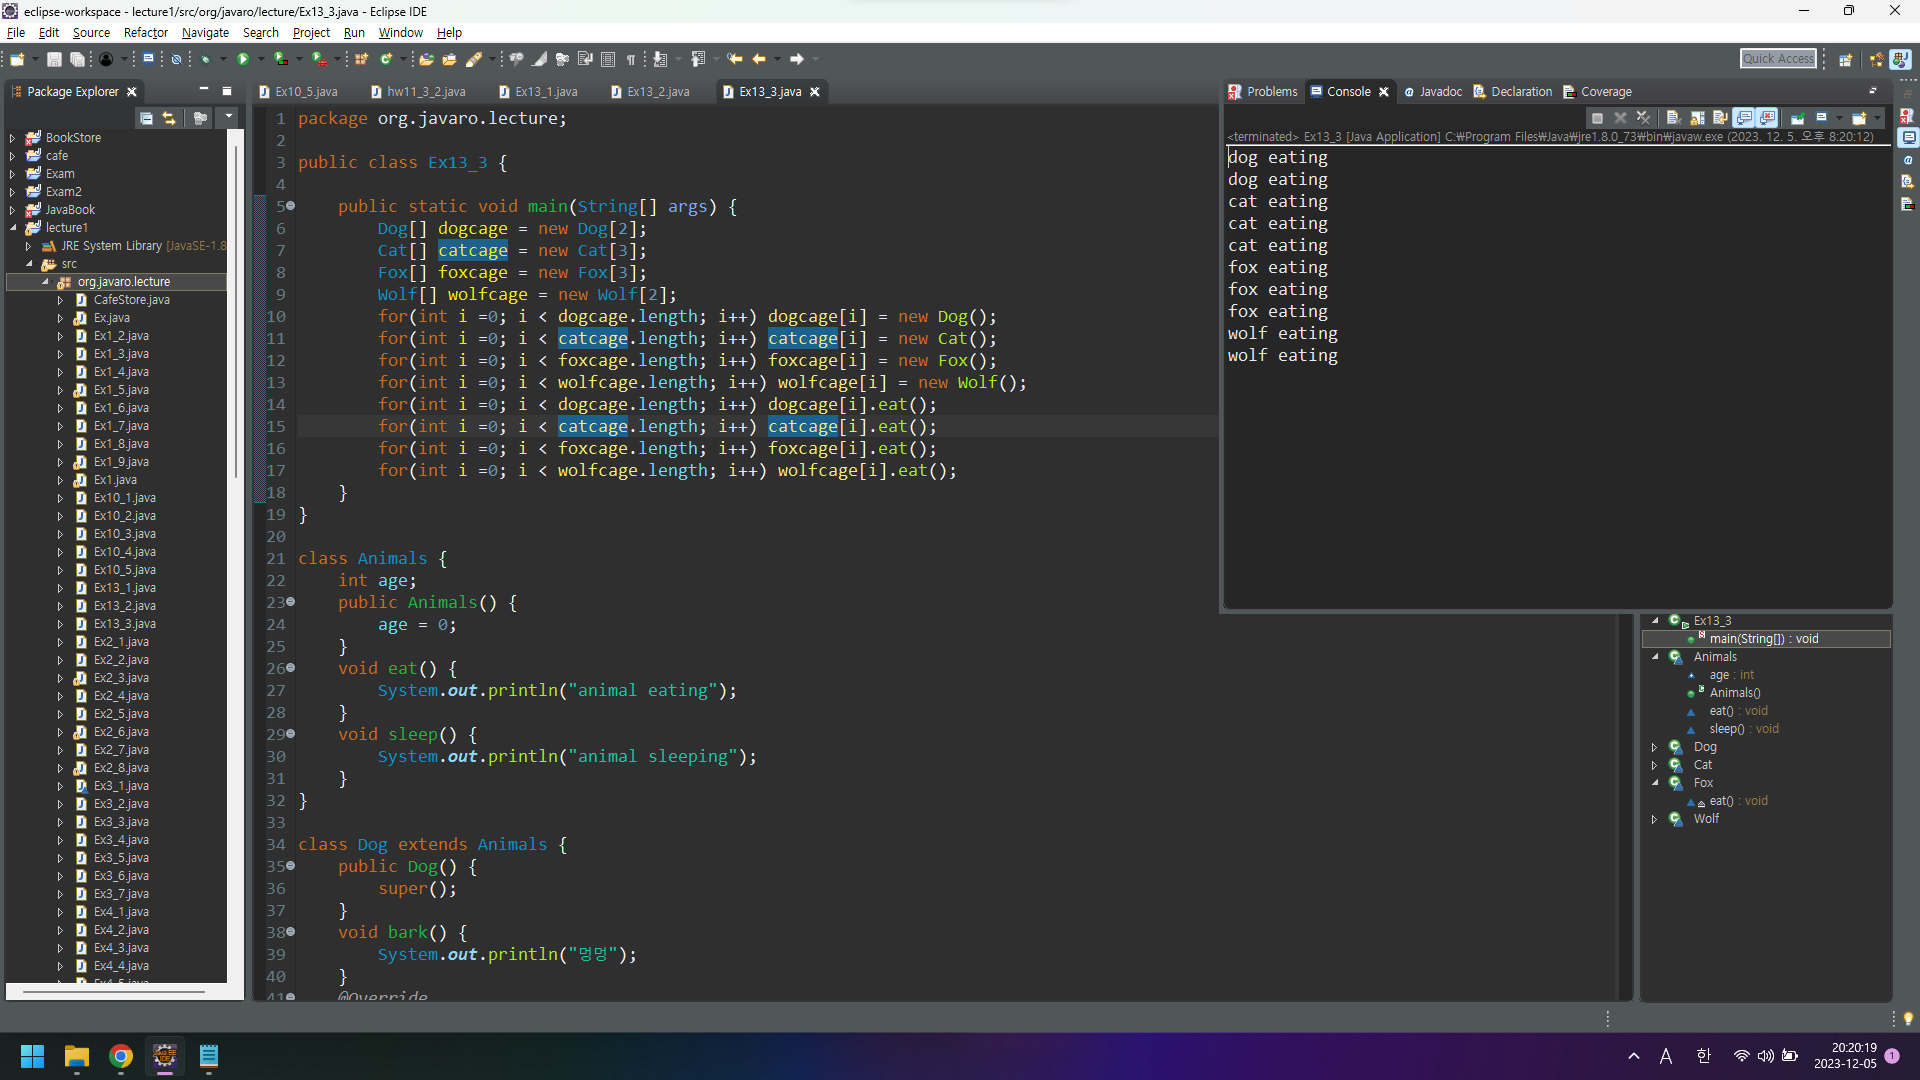 eclipse-workspace - lecture1/src/org/javaro/lecture/Ex13_3.java - Eclipse IDE
File Edit Source Refactor Navigate Search Project Run Window Help
Quick Access
Package Explorer
BookStore
cafe
Exam
Exam2
JavaBook
lecture1
JRE System Library [JavaSE-1.8
src
org.javaro.lecture
CafeStore.java
Ex.java
Ex1_2.java
Ex1_3.java
Ex1_4.java
Ex1_5.java
Ex1_6.java
Ex1_7.java
Ex1_8.java
Ex1_9.java
Ex1.java
Ex10_1.java
Ex10_2.java
Ex10_3.java
Ex10_4.java
Ex10_5.java
Ex13_1.java
Ex13_2.java
Ex13_3.java
Ex2_1.java
Ex2_2.java
Ex2_3.java
Ex2_4.java
Ex2_5.java
Ex2_6.java
Ex2_7.java
Ex2_8.java
Ex3_1.java
Ex3_2.java
Ex3_3.java
Ex3_4.java
Ex3_5.java
Ex3_6.java
Ex3_7.java
Ex4_1.java
Ex4_2.java
Ex4_3.java
Ex4_4.java
Ex10_5.java hw11_3_2.java Ex13_1.java Ex13_2.java Ex13_3.java
1 package org.javaro.lecture;
2
3 public class Ex13_3 {
4
5 public static void main(String[] args) {
6 Dog[] dogcage = new Dog[2];
7 Cat[] catcage = new Cat[3];
8 Fox[] foxcage = new Fox[3];
9 Wolf[] wolfcage = new Wolf[2];
10 for(int i =0; i < dogcage.length; i++) dogcage[i] = new Dog();
11 for(int i =0; i < catcage.length; i++) catcage[i] = new Cat();
12 for(int i =0; i < foxcage.length; i++) foxcage[i] = new Fox();
13 for(int i =0; i < wolfcage.length; i++) wolfcage[i] = new Wolf();
14 for(int i =0; i < dogcage.length; i++) dogcage[i].eat();
15 for(int i =0; i < catcage.length; i++) catcage[i].eat();
16 for(int i =0; i < foxcage.length; i++) foxcage[i].eat();
17 for(int i =0; i < wolfcage.length; i++) wolfcage[i].eat();
18 }
19 }
20
21 class Animals {
22 int age;
23 public Animals() {
24 age = 0;
25 }
26 void eat() {
27 System.out.println("animal eating");
28 }
29 void sleep() {
30 System.out.println("animal sleeping");
31 }
32 }
33
34 class Dog extends Animals {
35 public Dog() {
36 super();
37 }
38 void bark() {
39 System.out.println("멍멍");
40 }
41 @Override
Problems Console Javadoc Declaration Coverage
<terminated> Ex13_3 [Java Application] C:₩Program Files₩Java₩jre1.8.0_73₩bin₩javaw.exe (2023. 12. 5. 오후 8:20:12)
dog eating
dog eating
cat eating
cat eating
cat eating
fox eating
fox eating
fox eating
wolf eating
wolf eating
Ex13_3
main(String[]) : void
Animals
age : int
Animals()
eat() : void
sleep() : void
Dog
Cat
Fox
eat() : void
Wolf
A 한
20:20:19
2023-12-05
1